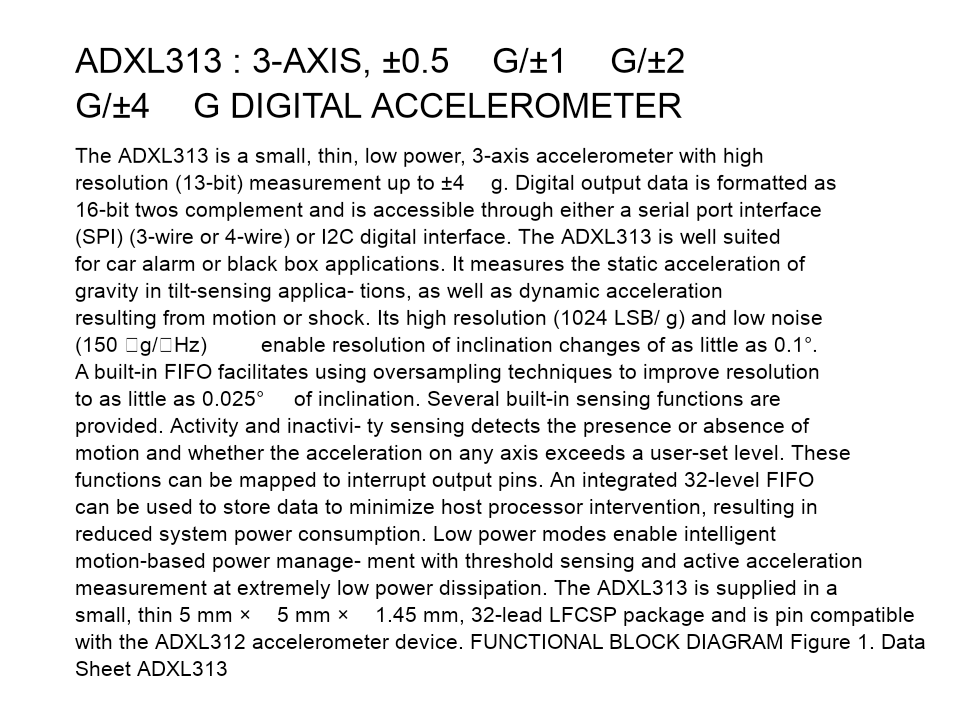 ADXL313 : 3-AXIS, ±0.5 G/±1 G/±2
G/±4 G DIGITAL ACCELEROMETER
The ADXL313 is a small, thin, low power, 3-axis accelerometer with high
resolution (13-bit) measurement up to ±4 g. Digital output data is formatted as
16-bit twos complement and is accessible through either a serial port interface
(SPI) (3-wire or 4-wire) or I2C digital interface. The ADXL313 is well suited
for car alarm or black box applications. It measures the static acceleration of
gravity in tilt-sensing applica- tions, as well as dynamic acceleration
resulting from motion or shock. Its high resolution (1024 LSB/ g) and low noise
(150 □g/□Hz) enable resolution of inclination changes of as little as 0.1°.
A built-in FIFO facilitates using oversampling techniques to improve resolution
to as little as 0.025° of inclination. Several built-in sensing functions are
provided. Activity and inactivi- ty sensing detects the presence or absence of
motion and whether the acceleration on any axis exceeds a user-set level. These
functions can be mapped to interrupt output pins. An integrated 32-level FIFO
can be used to store data to minimize host processor intervention, resulting in
reduced system power consumption. Low power modes enable intelligent
motion-based power manage- ment with threshold sensing and active acceleration
measurement at extremely low power dissipation. The ADXL313 is supplied in a
small, thin 5 mm × 5 mm × 1.45 mm, 32-lead LFCSP package and is pin compatible
with the ADXL312 accelerometer device. FUNCTIONAL BLOCK DIAGRAM Figure 1. Data
Sheet ADXL313